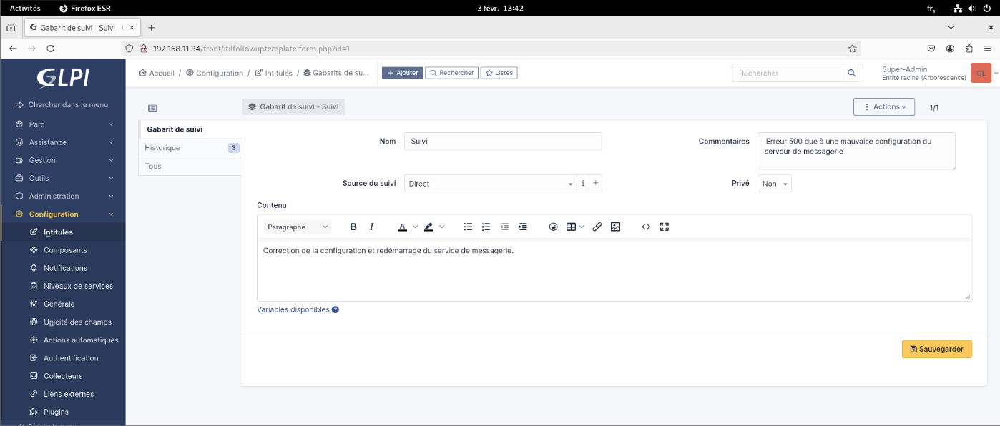 Activités Firefox ESR 3 févr. 13:42 fr₁
Gabarit de suivi - Suivi -
192.168.11.34/front/itilfollowuptemplate.form.php?id=1
GLPI
Accueil / Configuration / Intitulés / Gabarits de su... Ajouter Rechercher Listes
Rechercher
Super-Admin
Entité racine (Arborescence)
GL
Chercher dans le menu
Parc
Assistance
Gestion
Outils
Administration
Configuration
Intitulés
Composants
Notifications
Niveaux de services
Générale
Unicité des champs
Actions automatiques
Authentification
Collecteurs
Liens externes
Plugins
Gabarit de suivi - Suivi
Actions
1/1
Gabarit de suivi
Historique 3
Tous
Nom Suivi
Commentaires
Erreur 500 due à une mauvaise configuration du
serveur de messagerie
Source du suivi Direct
Privé Non
Contenu
Paragraphe B I A
Correction de la configuration et redémarrage du service de messagerie.
Variables disponibles
Sauvegarder